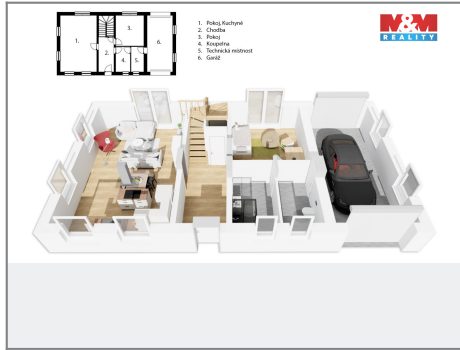 1. Pokoj, Kuchyně
2. Chodba
3. Pokoj
4. Koupelna
5. Technická místnost
6. Garáž
M&M
REALITY
1.
2.
3.
4.
5.
6.